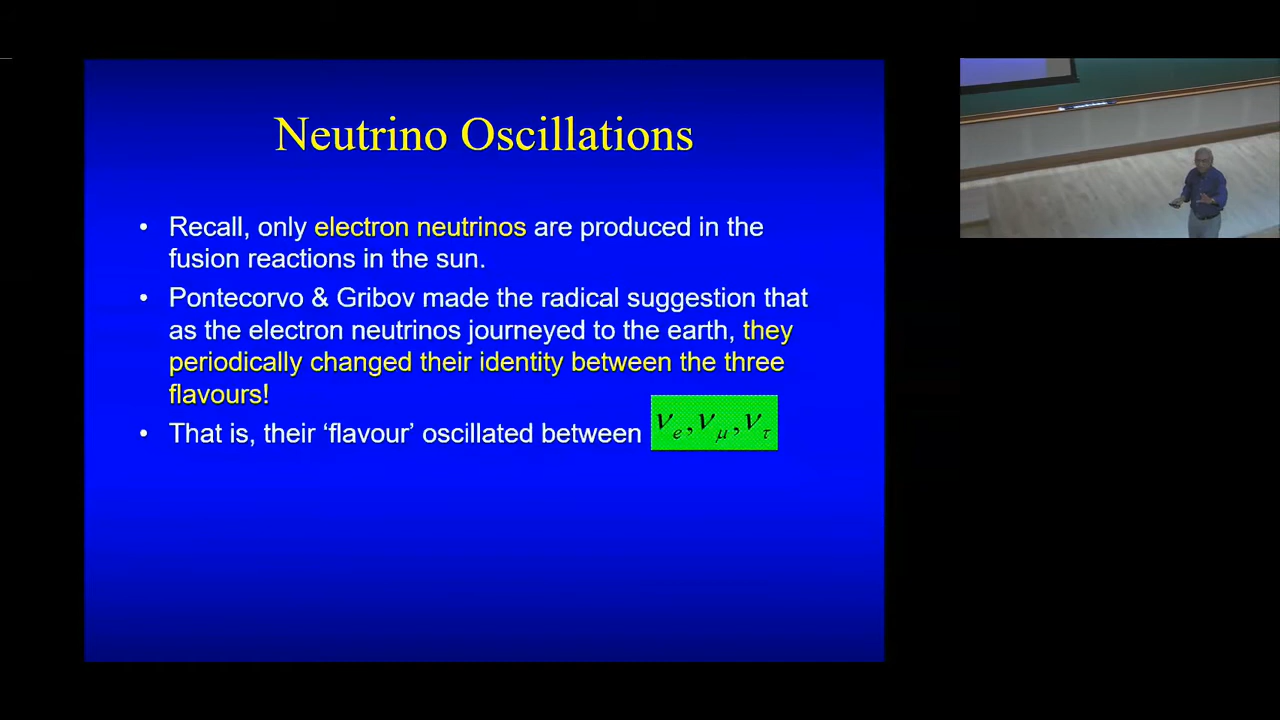 Neutrino Oscillations
• Recall, only electron neutrinos are produced in the
fusion reactions in the sun.
• Pontecorvo & Gribov made the radical suggestion that
as the electron neutrinos journeyed to the earth, they
periodically changed their identity between the three
flavours!
• That is, their ‘flavour’ oscillated between νe, νμ, ντ